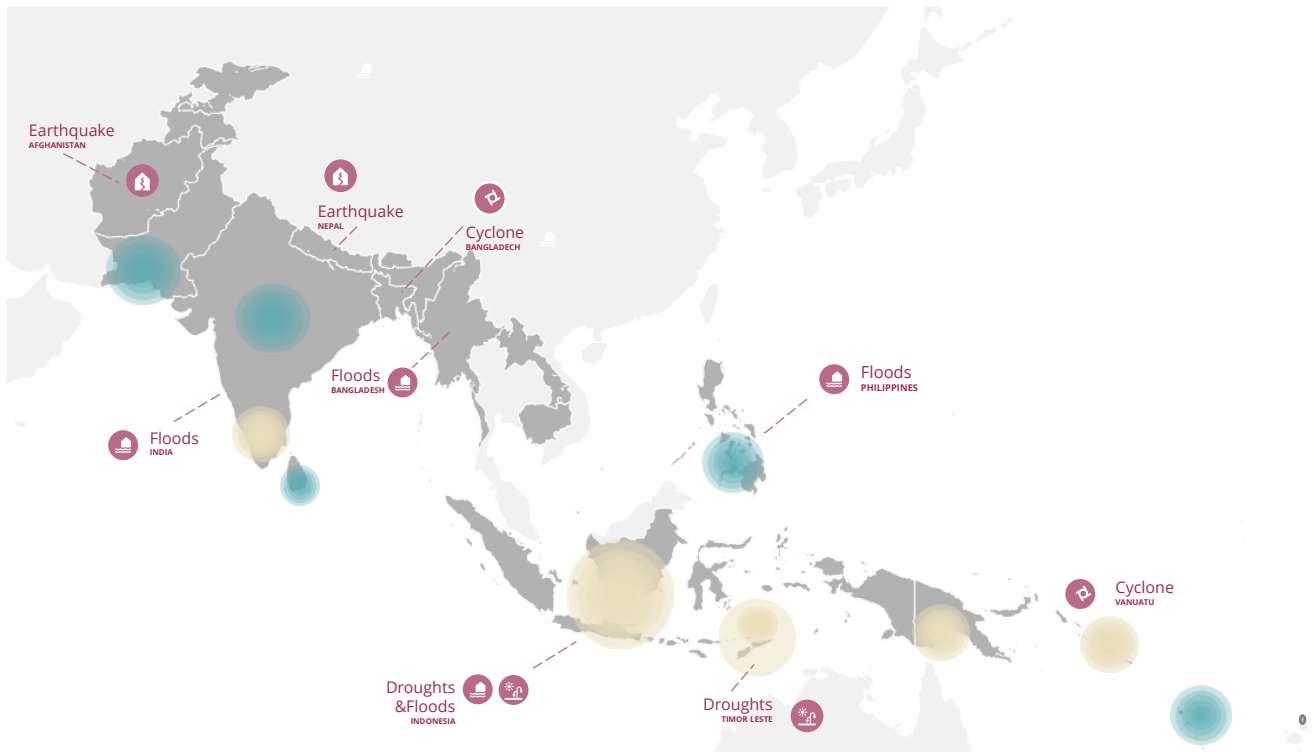 Earthquake
AFGHANISTAN
Earthquake
NEPAL
Cyclone
BANGLADECH
Floods
BANGLADESH
Floods
PHILIPPINES
Floods
INDIA
Cyclone
VANUATU
Droughts
&Floods
INDONESIA
Droughts
TIMOR LESTE